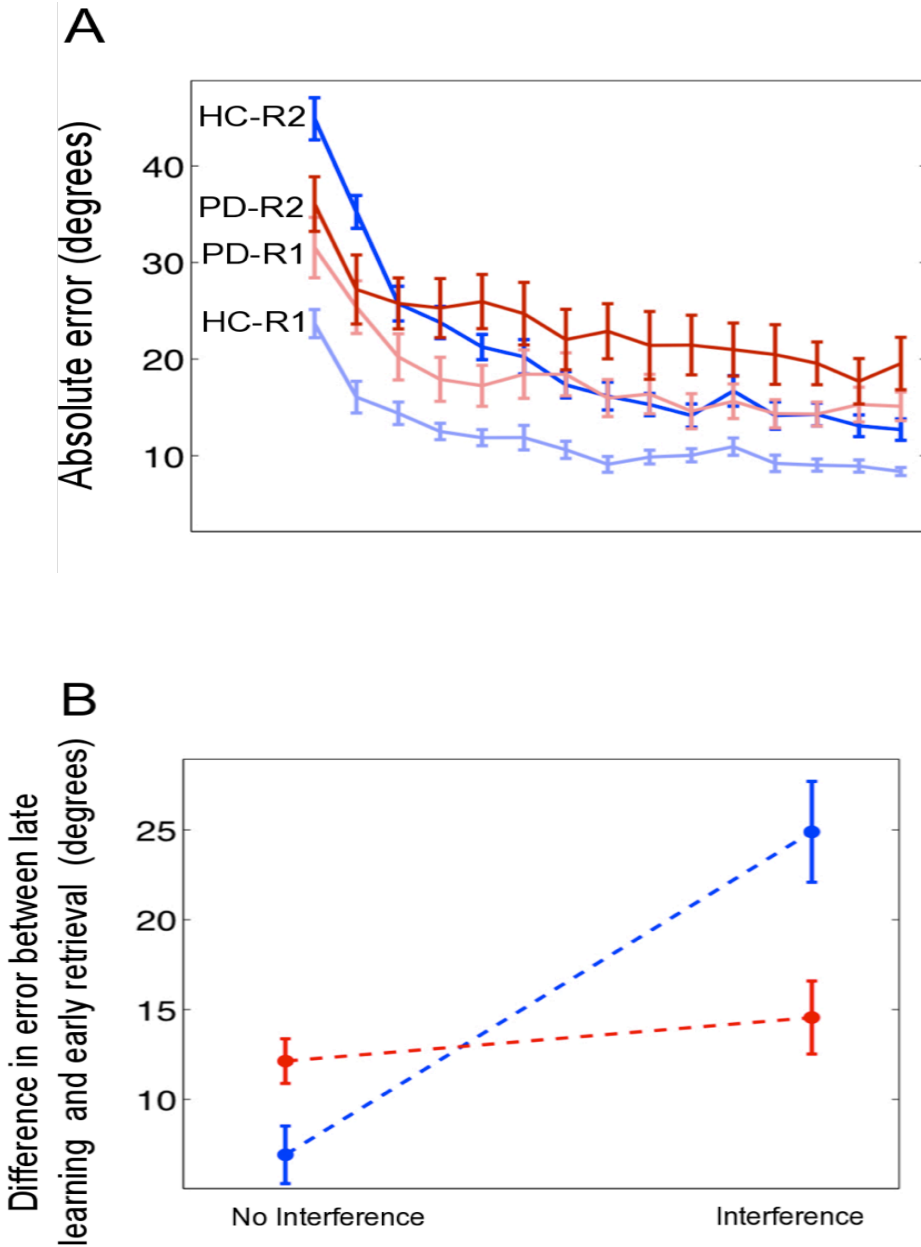 A
Absolute error (degrees)
HC-R2
40
PD-R2
30
PD-R1
HC-R1
20
10
B
Difference in error between late
learning and early retrieval (degrees)
25
20
15
10
No Interference
Interference